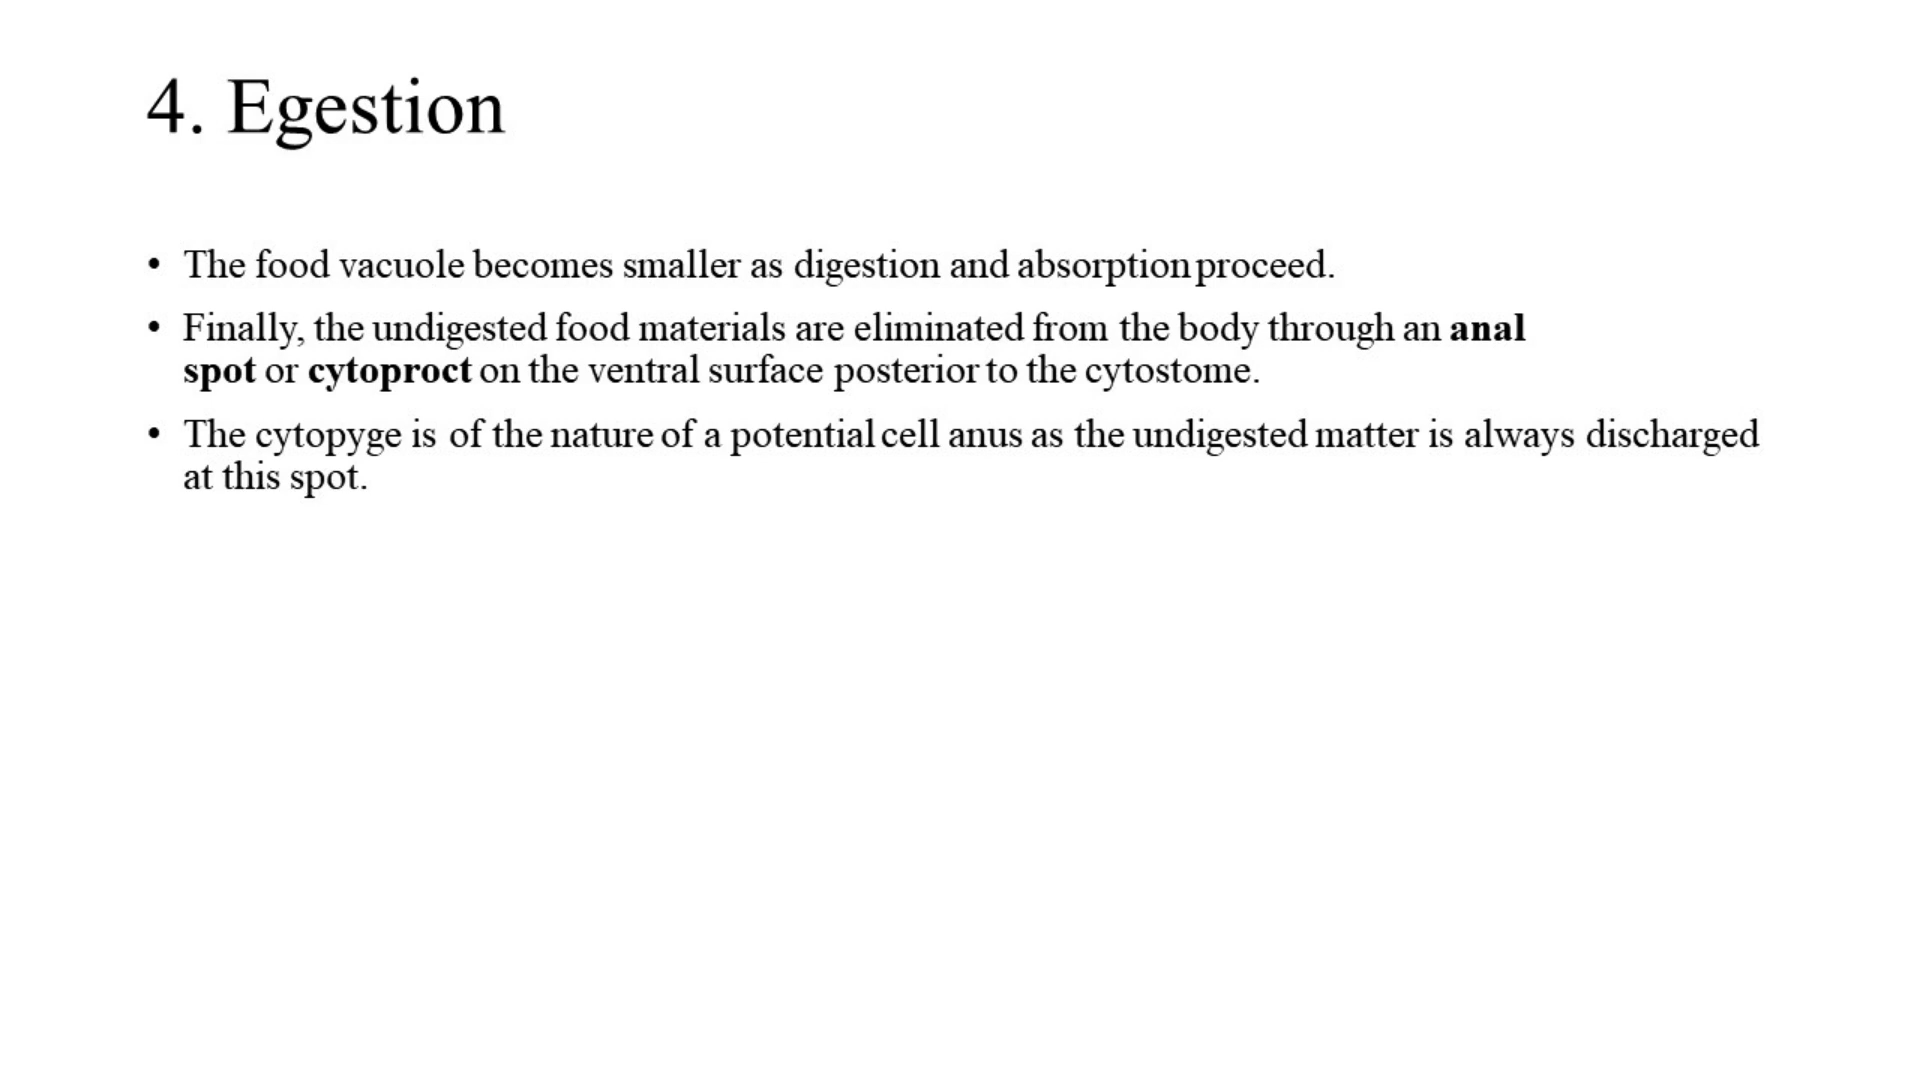 4. Egestion
• The food vacuole becomes smaller as digestion and absorption proceed.
• Finally, the undigested food materials are eliminated from the body through an anal
spot or cytoproct on the ventral surface posterior to the cytostome.
• The cytopyge is of the nature of a potential cell anus as the undigested matter is always discharged
at this spot.